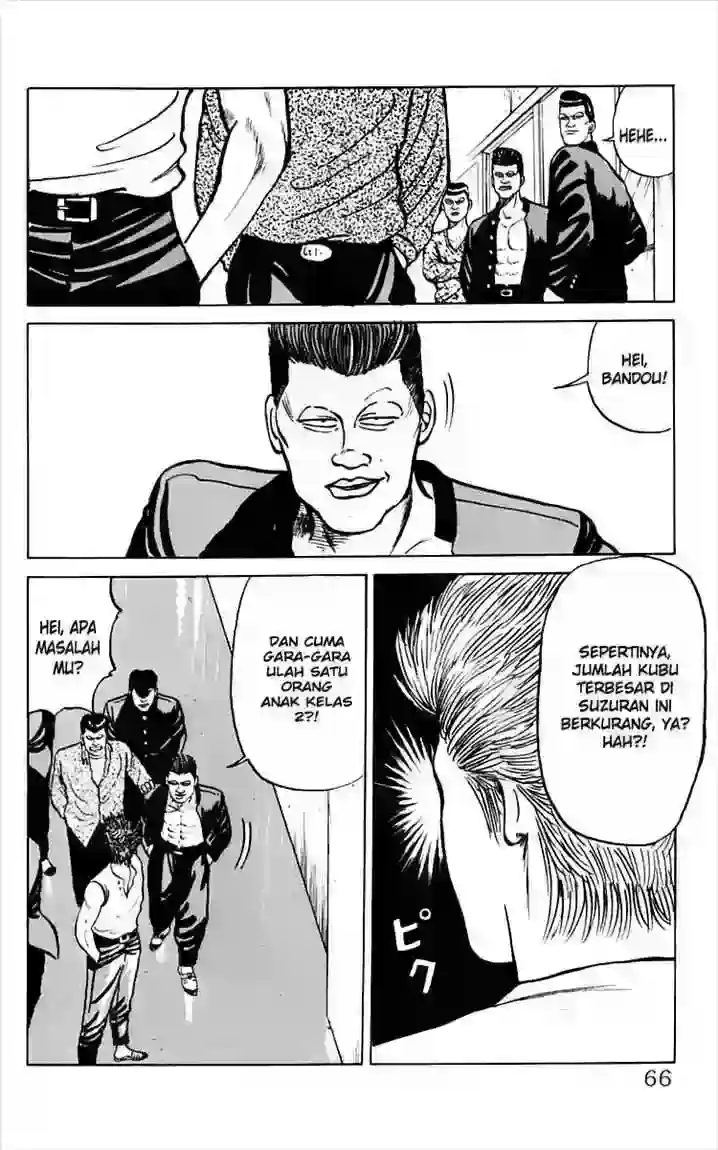 HEHE...
HEI,
BANDOU!
SEPERTINYA,
JUMLAH KUBU
TERBESAR DI
SUZURAN INI
BERKURANG, YA?
HAH?!
ピク
DAN CUMA
GARA-GARA
ULAH SATU
ORANG
ANAK KELAS
2?!
HEI, APA
MASALAH
MU?
66